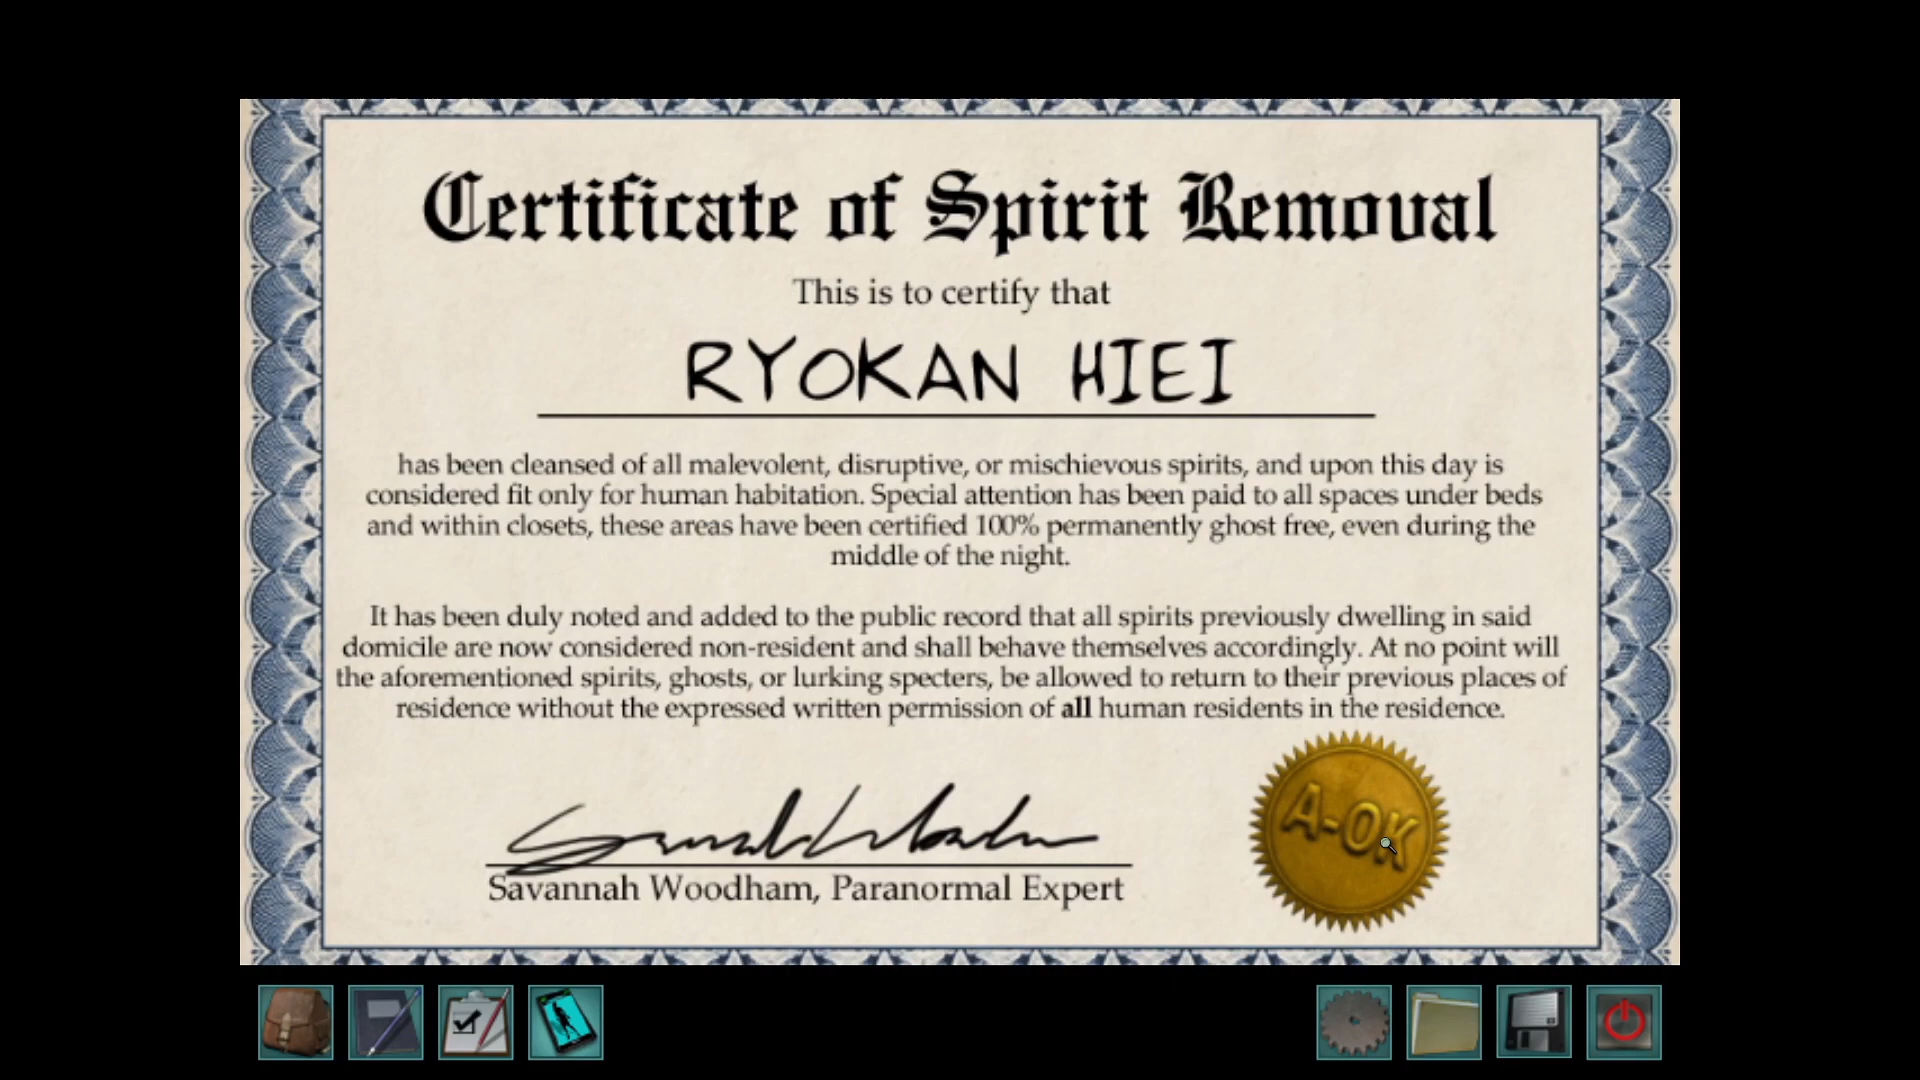 Certificate of Spirit Removal
This is to certify that
RYOKAN HIEI
has been cleansed of all malevolent, disruptive, or mischievous spirits, and upon this day is
considered fit only for human habitation. Special attention has been paid to all spaces under beds
and within closets, these areas have been certified 100% permanently ghost free, even during the
middle of the night.
It has been duly noted and added to the public record that all spirits previously dwelling in said
domicile are now considered non-resident and shall behave themselves accordingly. At no point will
the aforementioned spirits, ghosts, or lurking specters, be allowed to return to their previous places of
residence without the expressed written permission of all human residents in the residence.
Savannah Woodham, Paranormal Expert
A-OK